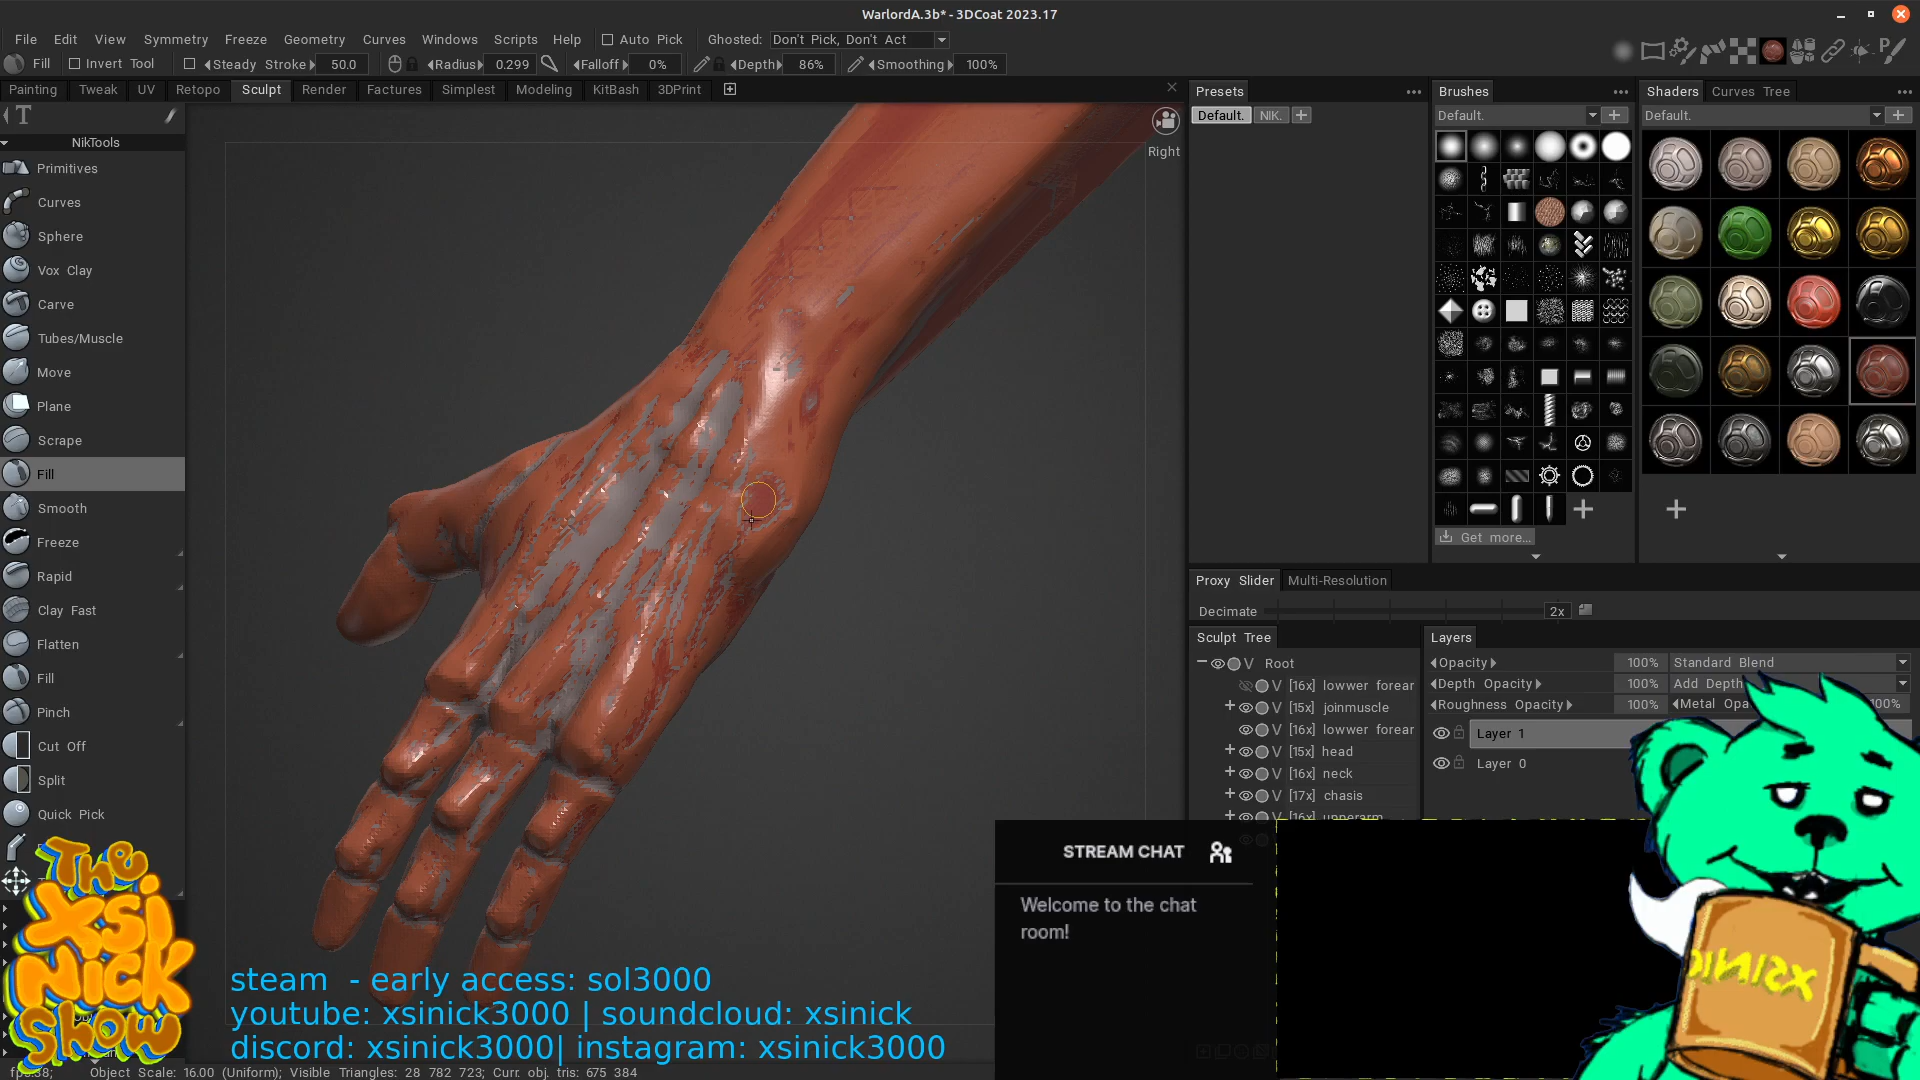 WarlordA.3b* - 3DCoat 2023.17
File Edit View Symmetry Freeze Geometry Curves Windows Scripts Help Auto Pick Ghosted: Don't Pick, Don't Act
Fill Invert Tool Steady Stroke 50.0 Radius 0.299 Falloff 0% Depth 86% Smoothing 100%
Painting Tweak UV Retopo Sculpt Render Factures Simplest Modeling KitBash 3DPrint
Right
NikTools
Primitives
Curves
Sphere
Vox Clay
Carve
Tubes/Muscle
Move
Plane
Scrape
Fill
Smooth
Freeze
Rapid
Clay Fast
Flatten
Fill
Pinch
Cut Off
Split
Quick Pick
Presets
Default. NIK.
Brushes
Default.
Get more...
Shaders Curves Tree
Default.
Proxy Slider Multi-Resolution
Decimate 2x
Sculpt Tree
Root
V [16x] lowwer forear
V [15x] joinmuscle
V [16x] lowwer forear
V [15x] head
V [16x] neck
V [17x] chasis
V [16x] upperarm
Layers
Opacity 100% Standard Blend
Depth Opacity 100% Add Depth
Roughness Opacity 100% Metal Opa 100%
Layer 1
Layer 0
STREAM CHAT
Welcome to the chat
room!
The
XSI
NICK
Show
XSINIC
steam - early access: sol3000
youtube: xsinick3000 | soundcloud: xsinick
discord: xsinick3000| instagram: xsinick3000
Object Scale: 16.00 (Uniform); Visible Triangles: 28 782 723; Curr. obj. tris: 675 384